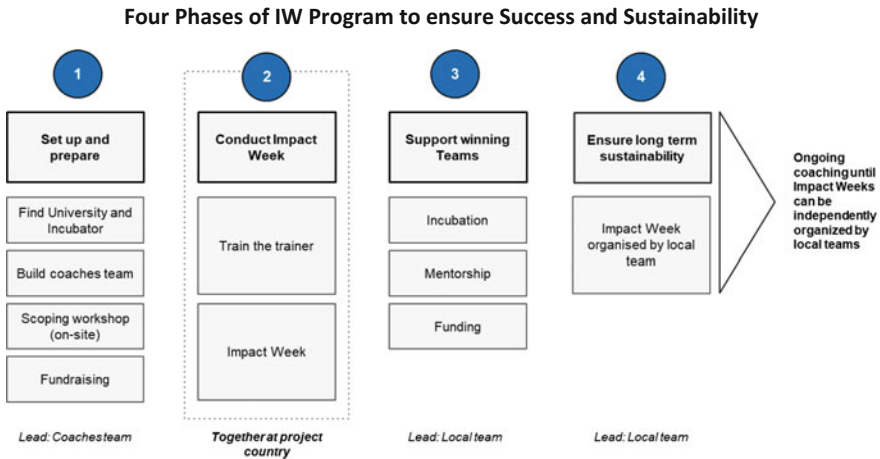 Four Phases of IW Program to ensure Success and Sustainability
1
2
3
4
Set up and
prepare
Conduct Impact
Week
Support winning
Teams
Ensure long term
sustainability
Find University and
Incubator
Build coaches team
Scoping workshop
(on-site)
Fundraising
Train the trainer
Impact Week
Incubation
Mentorship
Funding
Impact Week
organised by local
team
Ongoing
coaching until
Impact Weeks
can be
independently
organized by
local teams
Lead: Coaches team
Together at project
country
Lead: Local team
Lead: Local team